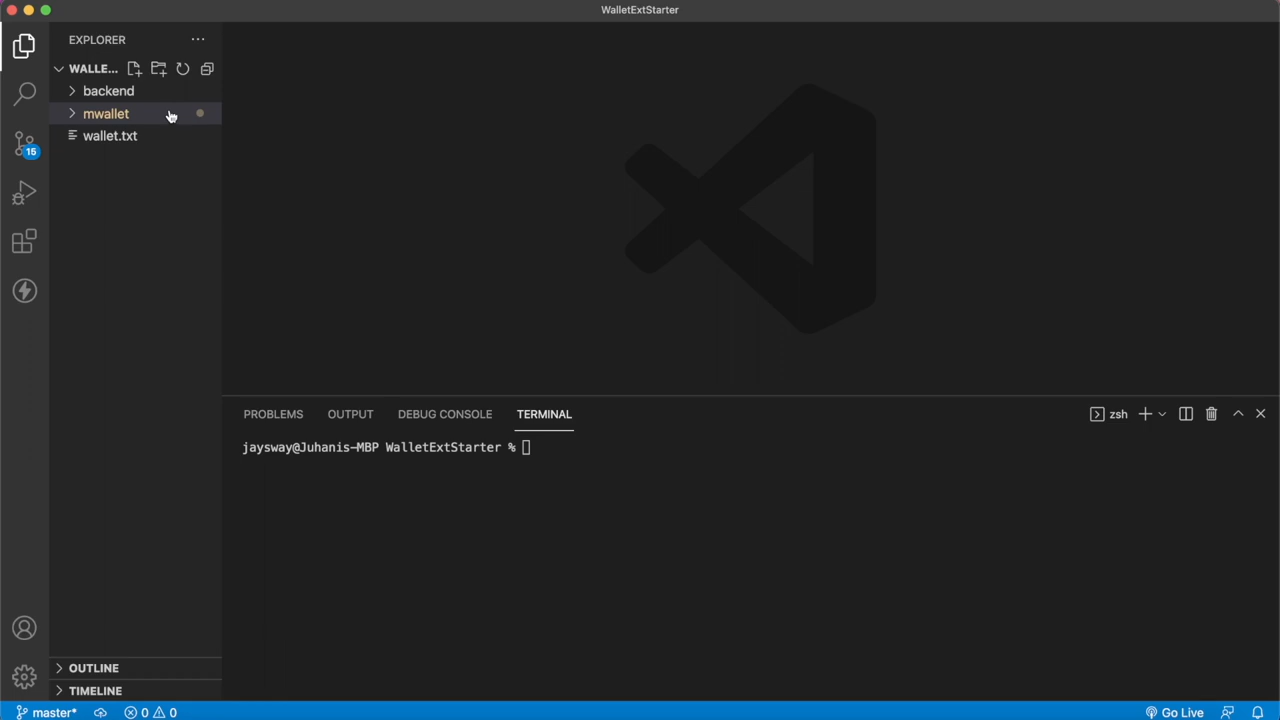 WalletExtStarter
EXPLORER
WALLE...
backend
mwallet
wallet.txt
15
PROBLEMS OUTPUT DEBUG CONSOLE TERMINAL zsh
jaysway@Juhanis-MBP WalletExtStarter %
OUTLINE
TIMELINE
master* 0 0 Go Live